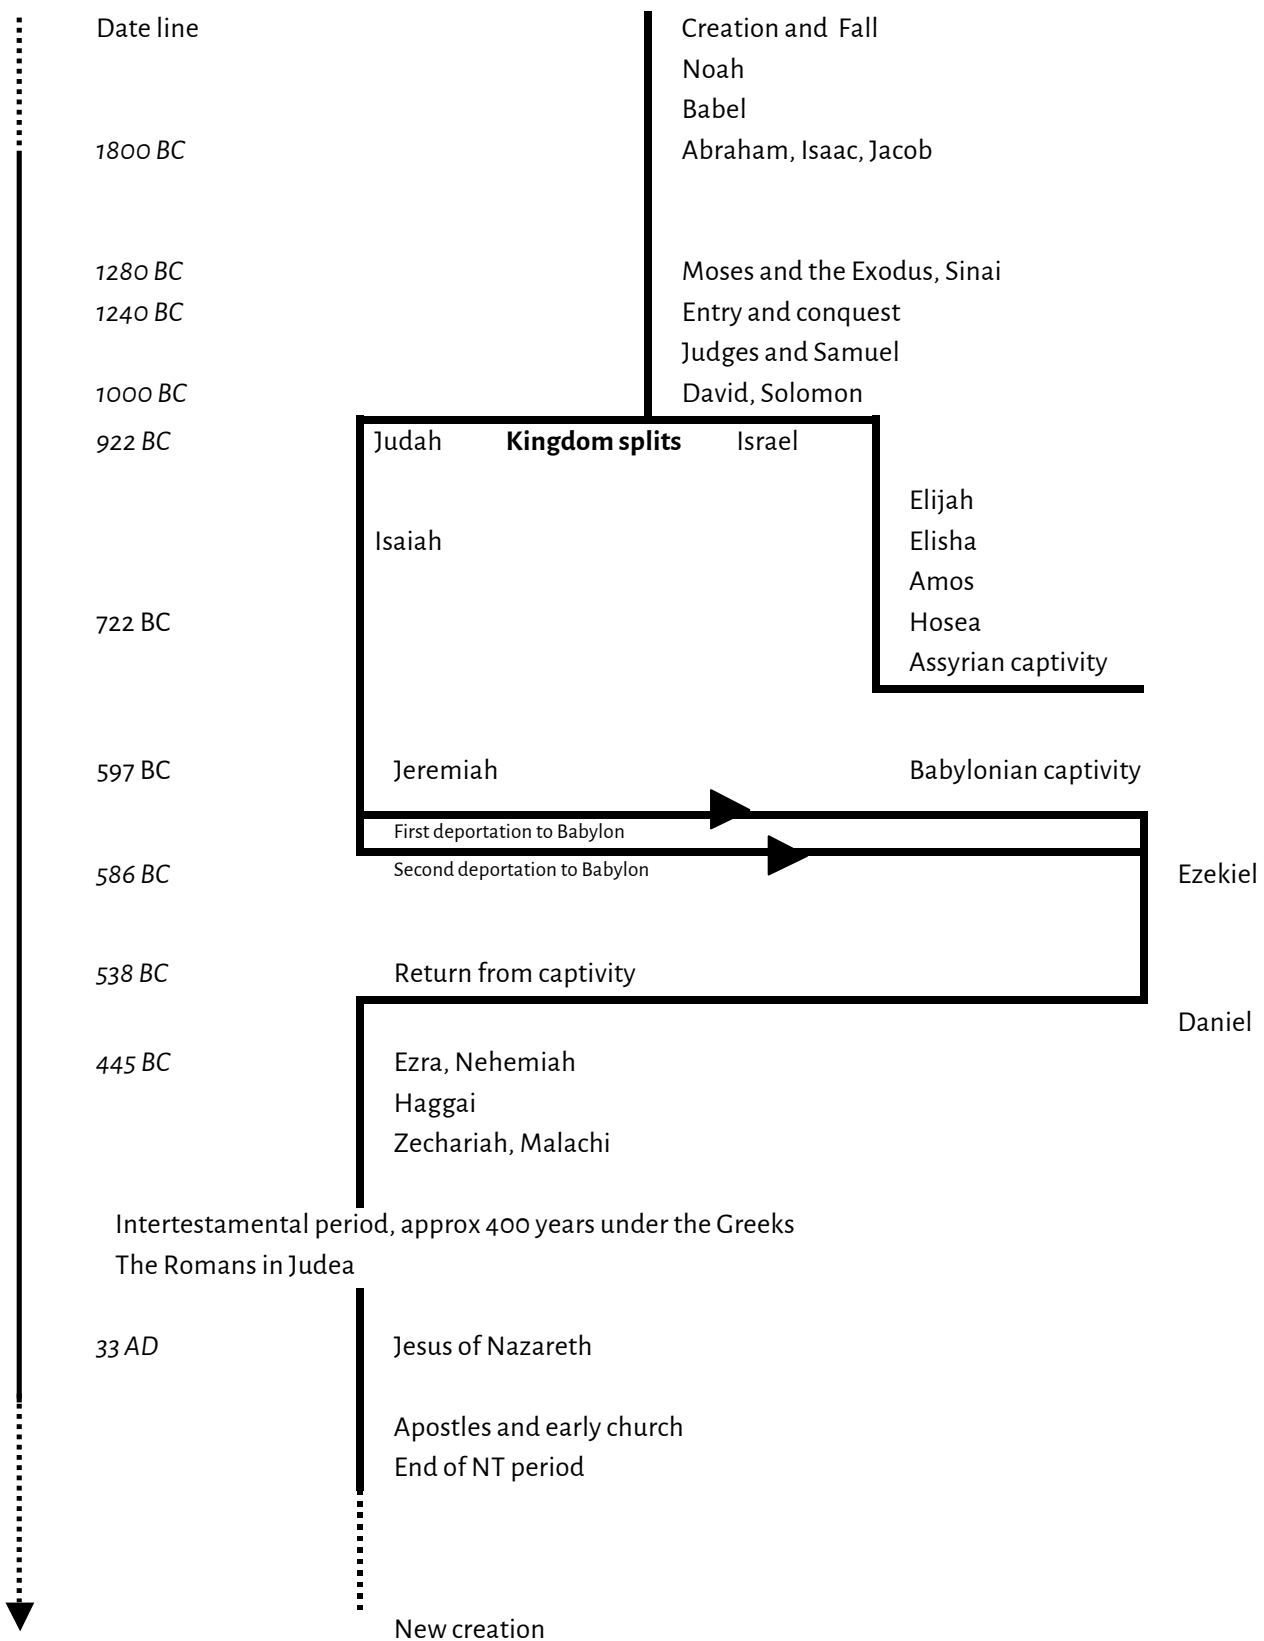 Date line Creation and Fall
Noah
Babel
1800 BC Abraham, Isaac, Jacob
1280 BC Moses and the Exodus, Sinai
1240 BC Entry and conquest
Judges and Samuel
1000 BC David, Solomon
922 BC Judah Kingdom splits Israel
Elijah
Isaiah Elisha
Amos
722 BC Hosea
Assyrian captivity
597 BC Jeremiah Babylonian captivity
First deportation to Babylon
Second deportation to Babylon
586 BC Ezekiel
538 BC Return from captivity
Daniel
445 BC Ezra, Nehemiah
Haggai
Zechariah, Malachi
Intertestamental period, approx 400 years under the Greeks
The Romans in Judea
33 AD Jesus of Nazareth
Apostles and early church
End of NT period
New creation